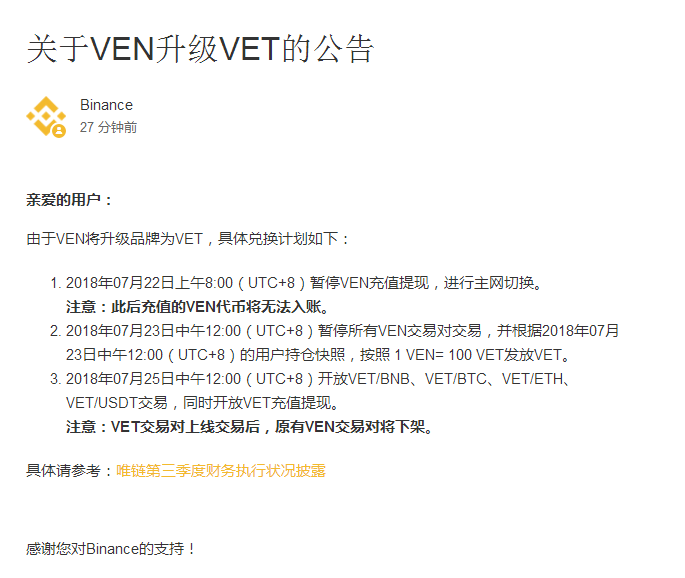 关于VEN升级VET的公告
Binance
27 分钟前
亲爱的用户：
由于VEN将升级品牌为VET，具体兑换计划如下：
1. 2018年07月22日上午8:00（UTC+8）暂停VEN充值提现，进行主网切换。
注意：此后充值的VEN代币将无法入账。
2. 2018年07月23日中午12:00（UTC+8）暂停所有VEN交易对交易，并根据2018年07月
23日中午12:00（UTC+8）的用户持仓快照，按照 1 VEN= 100 VET发放VET。
3. 2018年07月25日中午12:00（UTC+8）开放VET/BNB、VET/BTC、VET/ETH、
VET/USDT交易，同时开放VET充值提现。
注意：VET交易对上线交易后，原有VEN交易对将下架。
具体请参考：唯链第三季度财务执行状况披露
感谢您对Binance的支持！